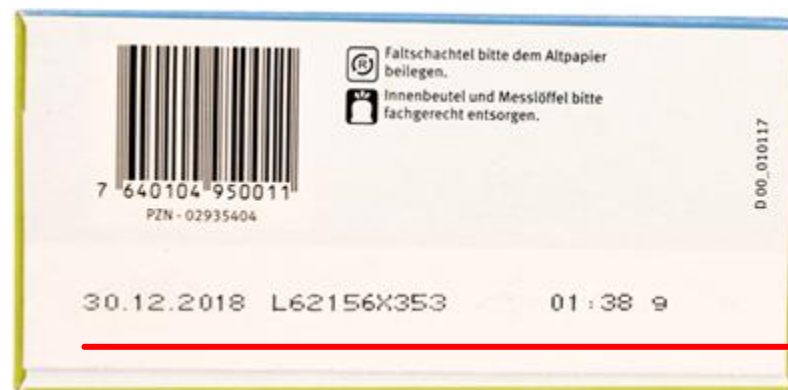 Faltschachtel bitte dem Altpapier
beilegen.
Innenbeutel und Messlöffel bitte
fachgerecht entsorgen.
7 640104 950011
PZN - 02935404
D 00_010117
30.12.2018 L62156X353 01:38 9